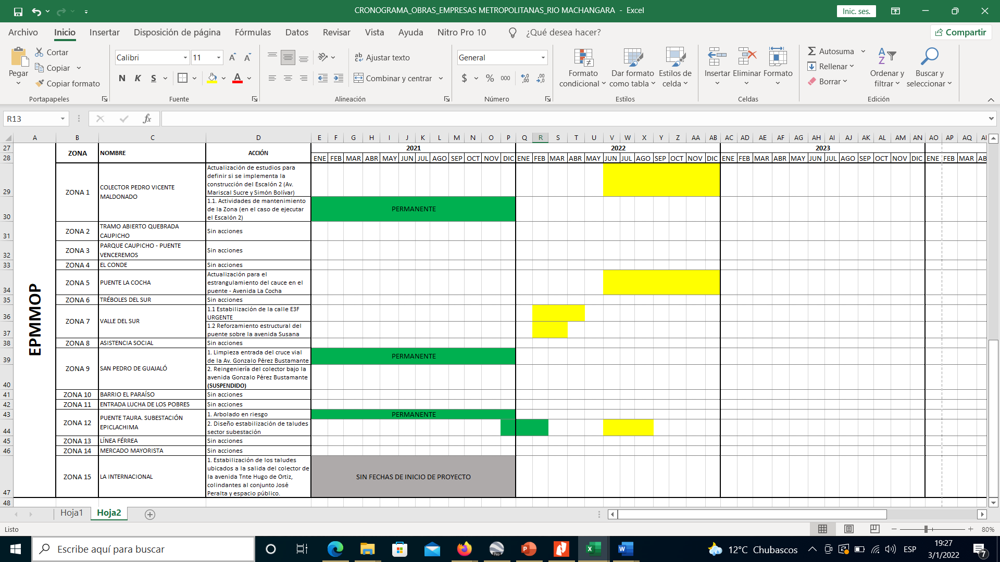 CRONOGRAMA_OBRAS_EMPRESAS METROPOLITANAS_RIO MACHANGARA - Excel
Inic. ses.
Archivo Inicio Insertar Disposición de página Fórmulas Datos Revisar Vista Ayuda Nitro Pro 10 ¿Qué desea hacer? Compartir
Pegar
Cortar
Copiar
Copiar formato
Portapapeles
Calibri 11
N K S
Fuente
Ajustar texto
Combinar y centrar
Alineación
General
$ % 000
Número
Formato condicional
Dar formato como tabla
Estilos de celda
Estilos
Insertar Eliminar Formato
Celdas
Autosuma
Rellenar
Borrar
Ordenar y filtrar
Buscar y seleccionar
Edición
R13
fx
A B C D E F G H I J K L M N O P Q R S T U V W X Y Z AA AB AC AD AE AF AG AH AI AJ AK AL AM AN AO AP AQ
27 ZONA NOMBRE ACCIÓN 2021 2022 2023
28 ENE FEB MAR ABR MAY JUN JUL AGO SEP OCT NOV DIC ENE FEB MAR ABR MAY JUN JUL AGO SEP OCT NOV DIC ENE FEB MAR ABR MAY JUN JUL AGO SEP OCT NOV DIC ENE FEB MAR AB
EPMMOP
ZONA 1
COLECTOR PEDRO VICENTE
MALDONADO
29 Actualización de estudios para
definir si se implementa la
construcción del Escalón 2 (Av.
Mariscal Sucre y Simón Bolívar)
30 1.1. Actividades de mantenimiento
de la Zona (en el caso de ejecutar
el Escalón 2)
PERMANENTE
31 ZONA 2 TRAMO ABIERTO QUEBRADA
CAUPICHO
Sin acciones
32 ZONA 3 PARQUE CAUPICHO - PUENTE
VENCEREMOS
Sin acciones
33 ZONA 4 EL CONDE Sin acciones
34 ZONA 5 PUENTE LA COCHA
Actualización para el
estrangulamiento del cauce en el
puente - Avenida La Cocha
35 ZONA 6 TRÉBOLES DEL SUR Sin acciones
ZONA 7 VALLE DEL SUR
36 1.1 Estabilización de la calle E3F
URGENTE
37 1.2 Reforzamiento estructural del
puente sobre la avenida Susana
38 ZONA 8 ASISTENCIA SOCIAL Sin acciones
ZONA 9 SAN PEDRO DE GUAJALÓ
39 1. Limpieza entrada del cruce vial
de la Av. Gonzalo Pérez Bustamante
PERMANENTE
40 2. Reingeniería del colector bajo la
avenida Gonzalo Pérez Bustamante
(SUSPENDIDO)
41 ZONA 10 BARRIO EL PARAÍSO Sin acciones
42 ZONA 11 ENTRADA LUCHA DE LOS POBRES Sin acciones
ZONA 12 PUENTE TAURA. SUBESTACIÓN
EPICLACHIMA
43 1. Arbolado en riesgo PERMANENTE
44 2. Diseño estabilización de taludes
sector subestación
45 ZONA 13 LÍNEA FÉRREA Sin acciones
46 ZONA 14 MERCADO MAYORISTA Sin acciones
47 ZONA 15 LA INTERNACIONAL
1. Estabilización de los taludes
ubicados a la salida del colector de
la avenida Tnte Hugo de Ortiz,
colindantes al conjunto José
Peralta y espacio público.
SIN FECHAS DE INICIO DE PROYECTO
48
Hoja1 Hoja2
Listo
80%
Escribe aquí para buscar
12°C Chubascos
ESP
19:27
3/1/2022
7